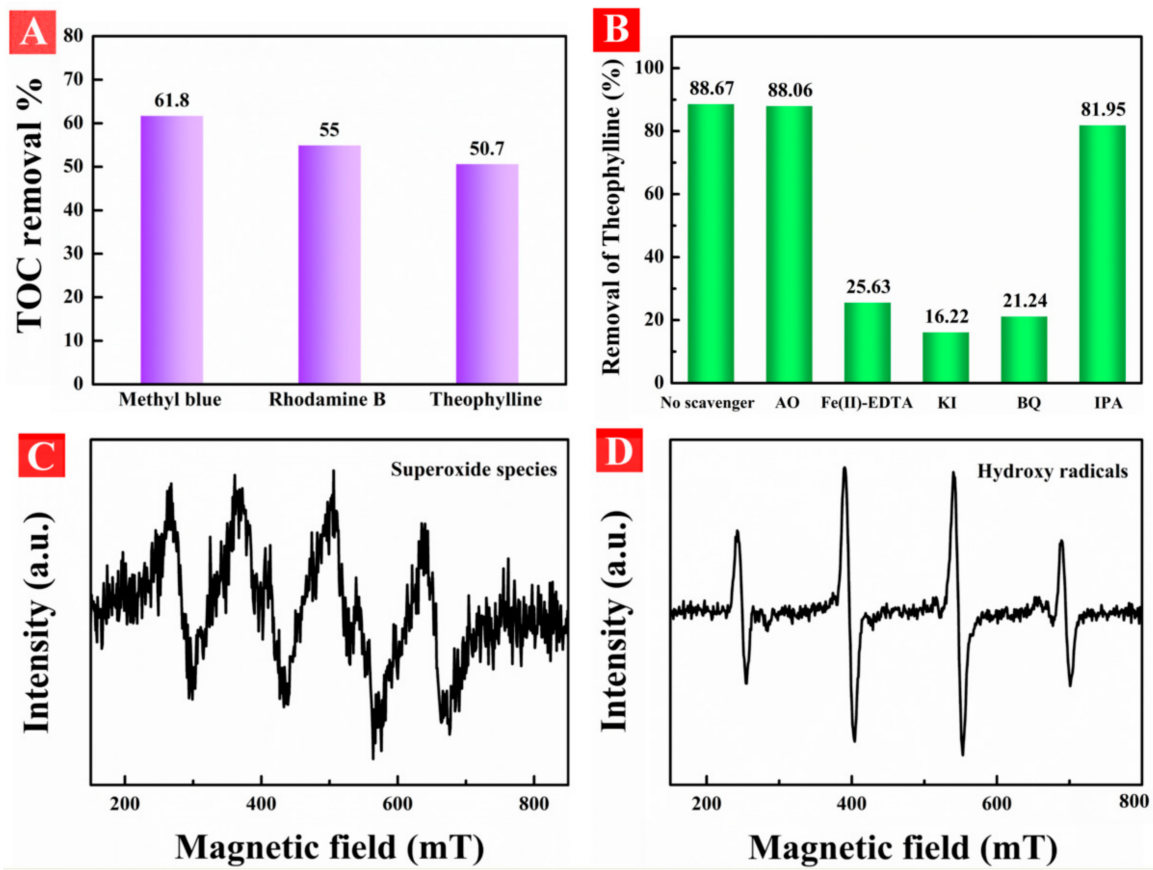 A
TOC removal %
80
70
60
50
40
30
20
10
0
61.8
55
50.7
Methyl blue
Rhodamine B
Theophylline
B
Removal of Theophylline (%)
100
80
60
40
20
0
88.67
88.06
25.63
16.22
21.24
81.95
No scavenger
AO
Fe(II)-EDTA
KI
BQ
IPA
C
Superoxide species
Intensity (a.u.)
200
400
600
800
Magnetic field (mT)
D
Hydroxy radicals
Intensity (a.u.)
200
400
600
800
Magnetic field (mT)